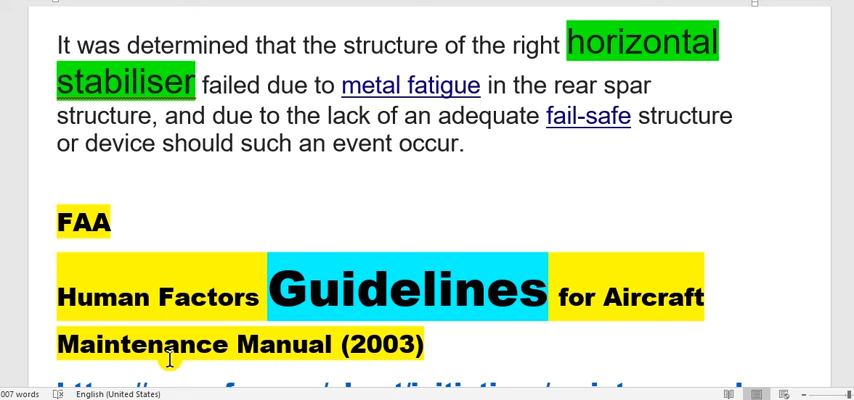 It was determined that the structure of the right horizontal
stabiliser failed due to metal fatigue in the rear spar
structure, and due to the lack of an adequate fail-safe structure
or device should such an event occur.
FAA
Human Factors Guidelines for Aircraft
Maintenance Manual (2003)
007 words English (United States)